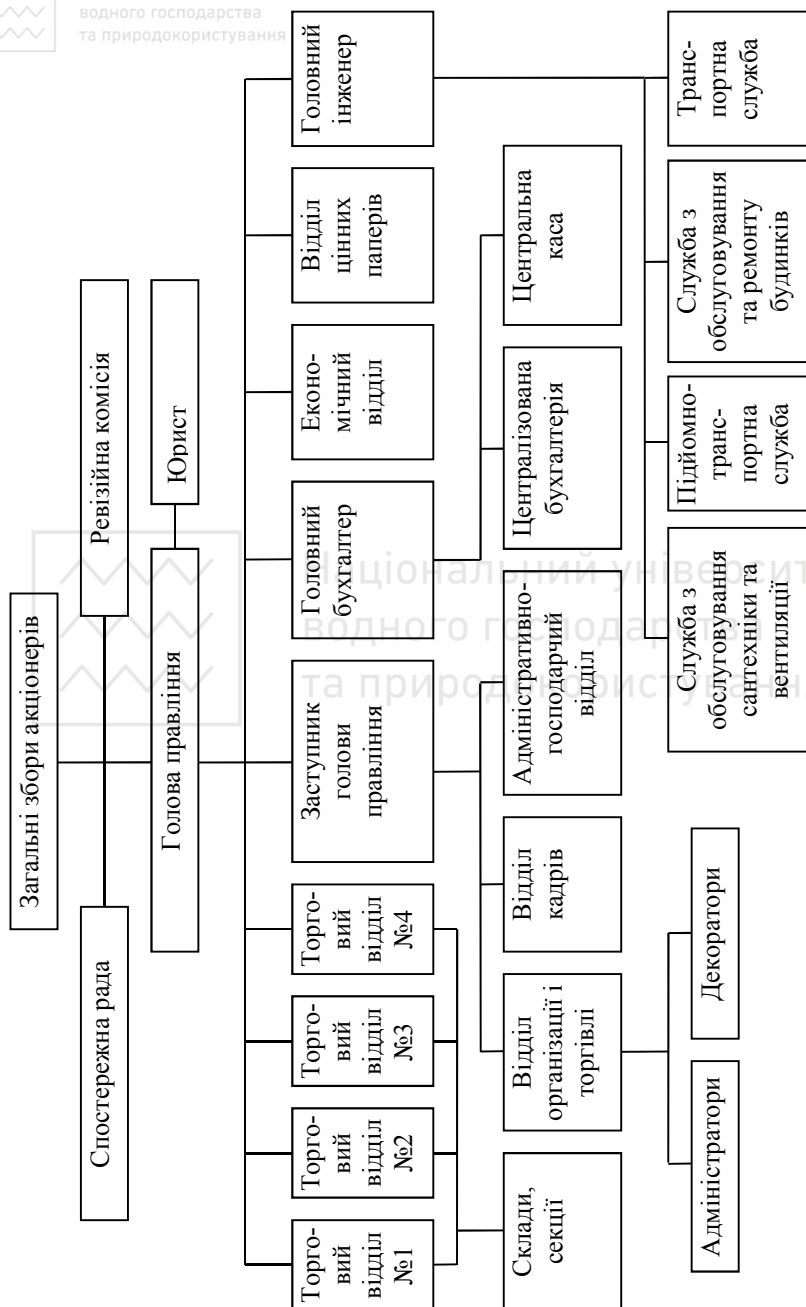 водного господарства
та природокористування
Загальні збори акціонерів
Спостережна рада
Ревізійна комісія
Голова правління
Юрист
Торго-
вий
відділ
№1
Торго-
вий
відділ
№2
Торго-
вий
відділ
№3
Торго-
вий
відділ
№4
Заступник
голови
правління
Головний
бухгалтер
Еконо-
мічний
відділ
Відділ
цінних
паперів
Головний
інженер
Склади,
секції
Відділ
організації і
торгівлі
Відділ
кадрів
Адміністративно-
господарчий
відділ
Централізована
бухгалтерія
Центральна
каса
Адміністратори
Декоратори
Служба з
обслуговування
сантехніки та
вентиляції
Підйомно-
транс-
портна
служба
Служба з
обслуговування
та ремонту
будинків
Транс-
портна
служба
Національний університ
водного господарства
та природокористування